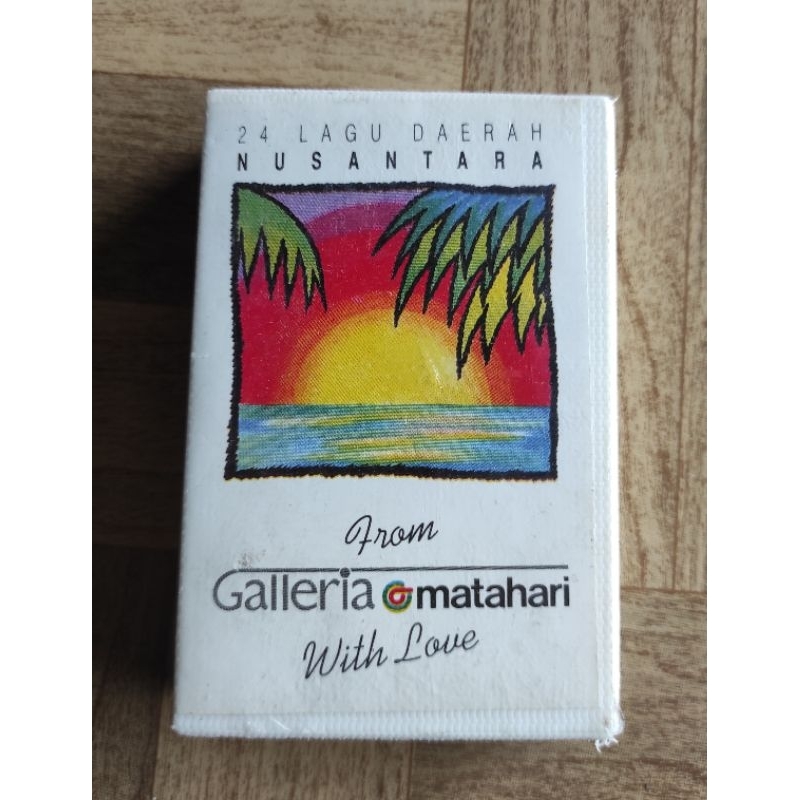 24 LAGU DAERAH
NUSANTARA
From
Galleria matahari
With Love